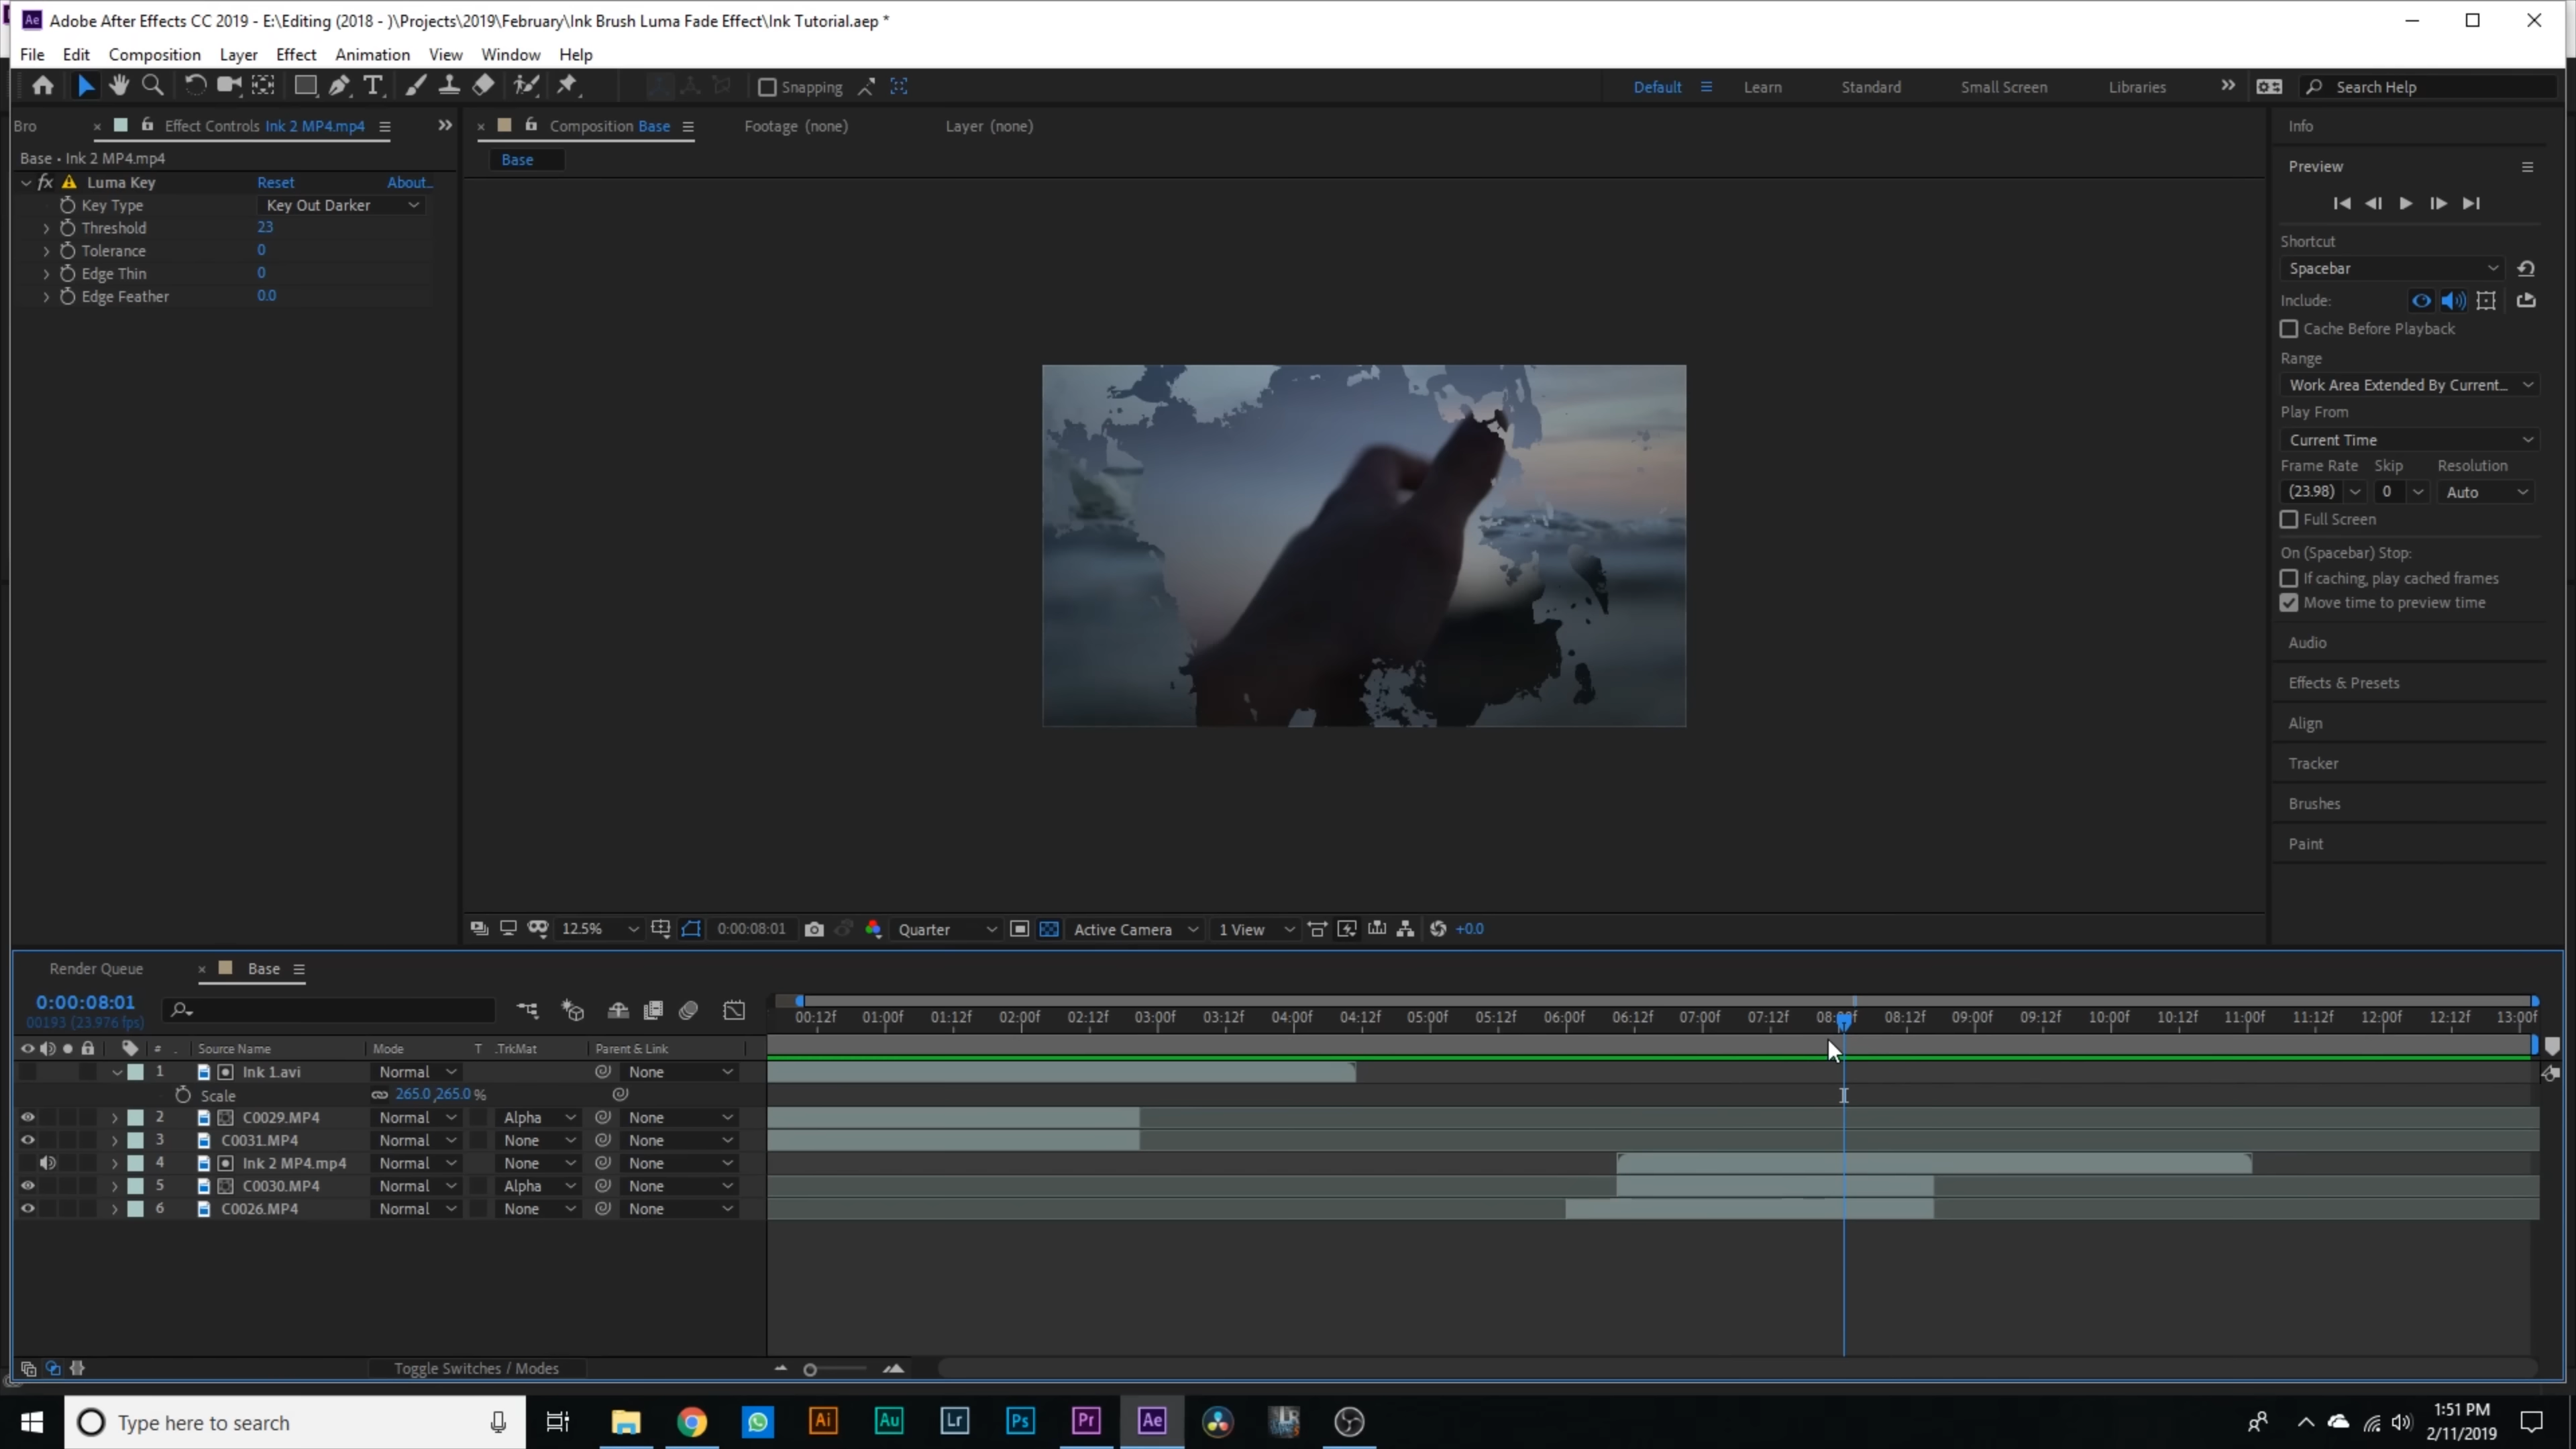 Adobe After Effects CC 2019 - E:\Editing (2018 - )\Projects\2019\February\Ink Brush Luma Fade Effect\Ink Tutorial.aep *
File Edit Composition Layer Effect Animation View Window Help
Snapping
Default Learn Standard Small Screen Libraries Search Help
Bro Effect Controls Ink 2 MP4.mp4
Composition Base Footage (none) Layer (none)
Base
Base • Ink 2 MP4.mp4
fx Luma Key Reset About...
Key Type Key Out Darker
Threshold 23
Tolerance 0
Edge Thin 0
Edge Feather 0.0
Info
Preview
Shortcut
Spacebar
Include:
Cache Before Playback
Range
Work Area Extended By Current...
Play From
Current Time
Frame Rate Skip Resolution
(23.98) 0 Auto
Full Screen
On (Spacebar) Stop:
If caching, play cached frames
Move time to preview time
Audio
Effects & Presets
Align
Tracker
Brushes
Paint
12.5% 0:00:08:01 Quarter Active Camera 1 View +0.0
Render Queue Base
0:00:08:01
00193 (23.976 fps)
00:12f 01:00f 01:12f 02:00f 02:12f 03:00f 03:12f 04:00f 04:12f 05:00f 05:12f 06:00f 06:12f 07:00f 07:12f 08:00f 08:12f 09:00f 09:12f 10:00f 10:12f 11:00f 11:12f 12:00f 12:12f 13:00f
# . Source Name Mode T .TrkMat Parent & Link
1 Ink 1.avi Normal None
Scale 265.0,265.0 %
2 C0029.MP4 Normal Alpha None
3 C0031.MP4 Normal None None
4 Ink 2 MP4.mp4 Normal None None
5 C0030.MP4 Normal Alpha None
6 C0026.MP4 Normal None None
Toggle Switches / Modes
Type here to search
Ai Au Lr Ps Pr Ae LR
1:51 PM
2/11/2019